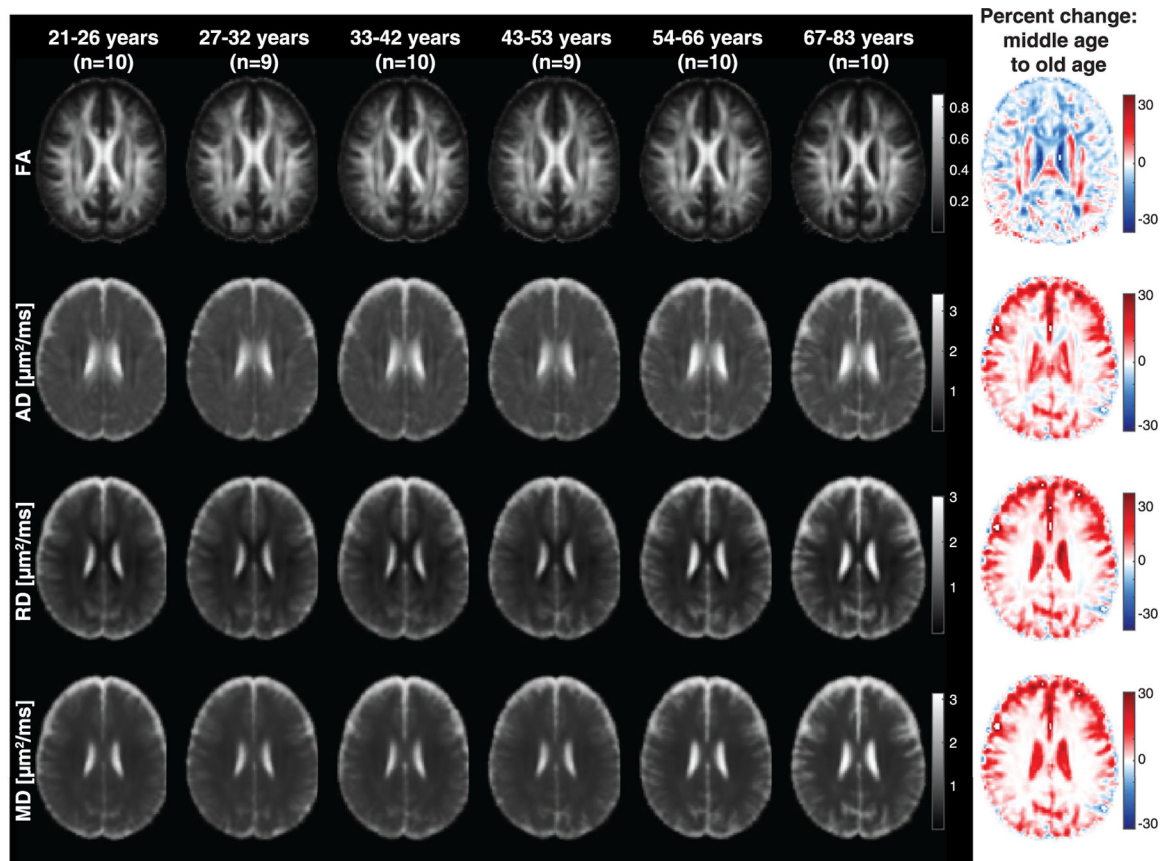 21-26 years 27-32 years 33-42 years 43-53 years 54-66 years 67-83 years
(n=10) (n=9) (n=10) (n=9) (n=10) (n=10)
Percent change:
middle age
to old age
FA
0.8
0.6
0.4
0.2
30
0
-30
AD [µm²/ms]
3
2
1
30
0
-30
RD [µm²/ms]
3
2
1
30
0
-30
MD [µm²/ms]
3
2
1
30
0
-30